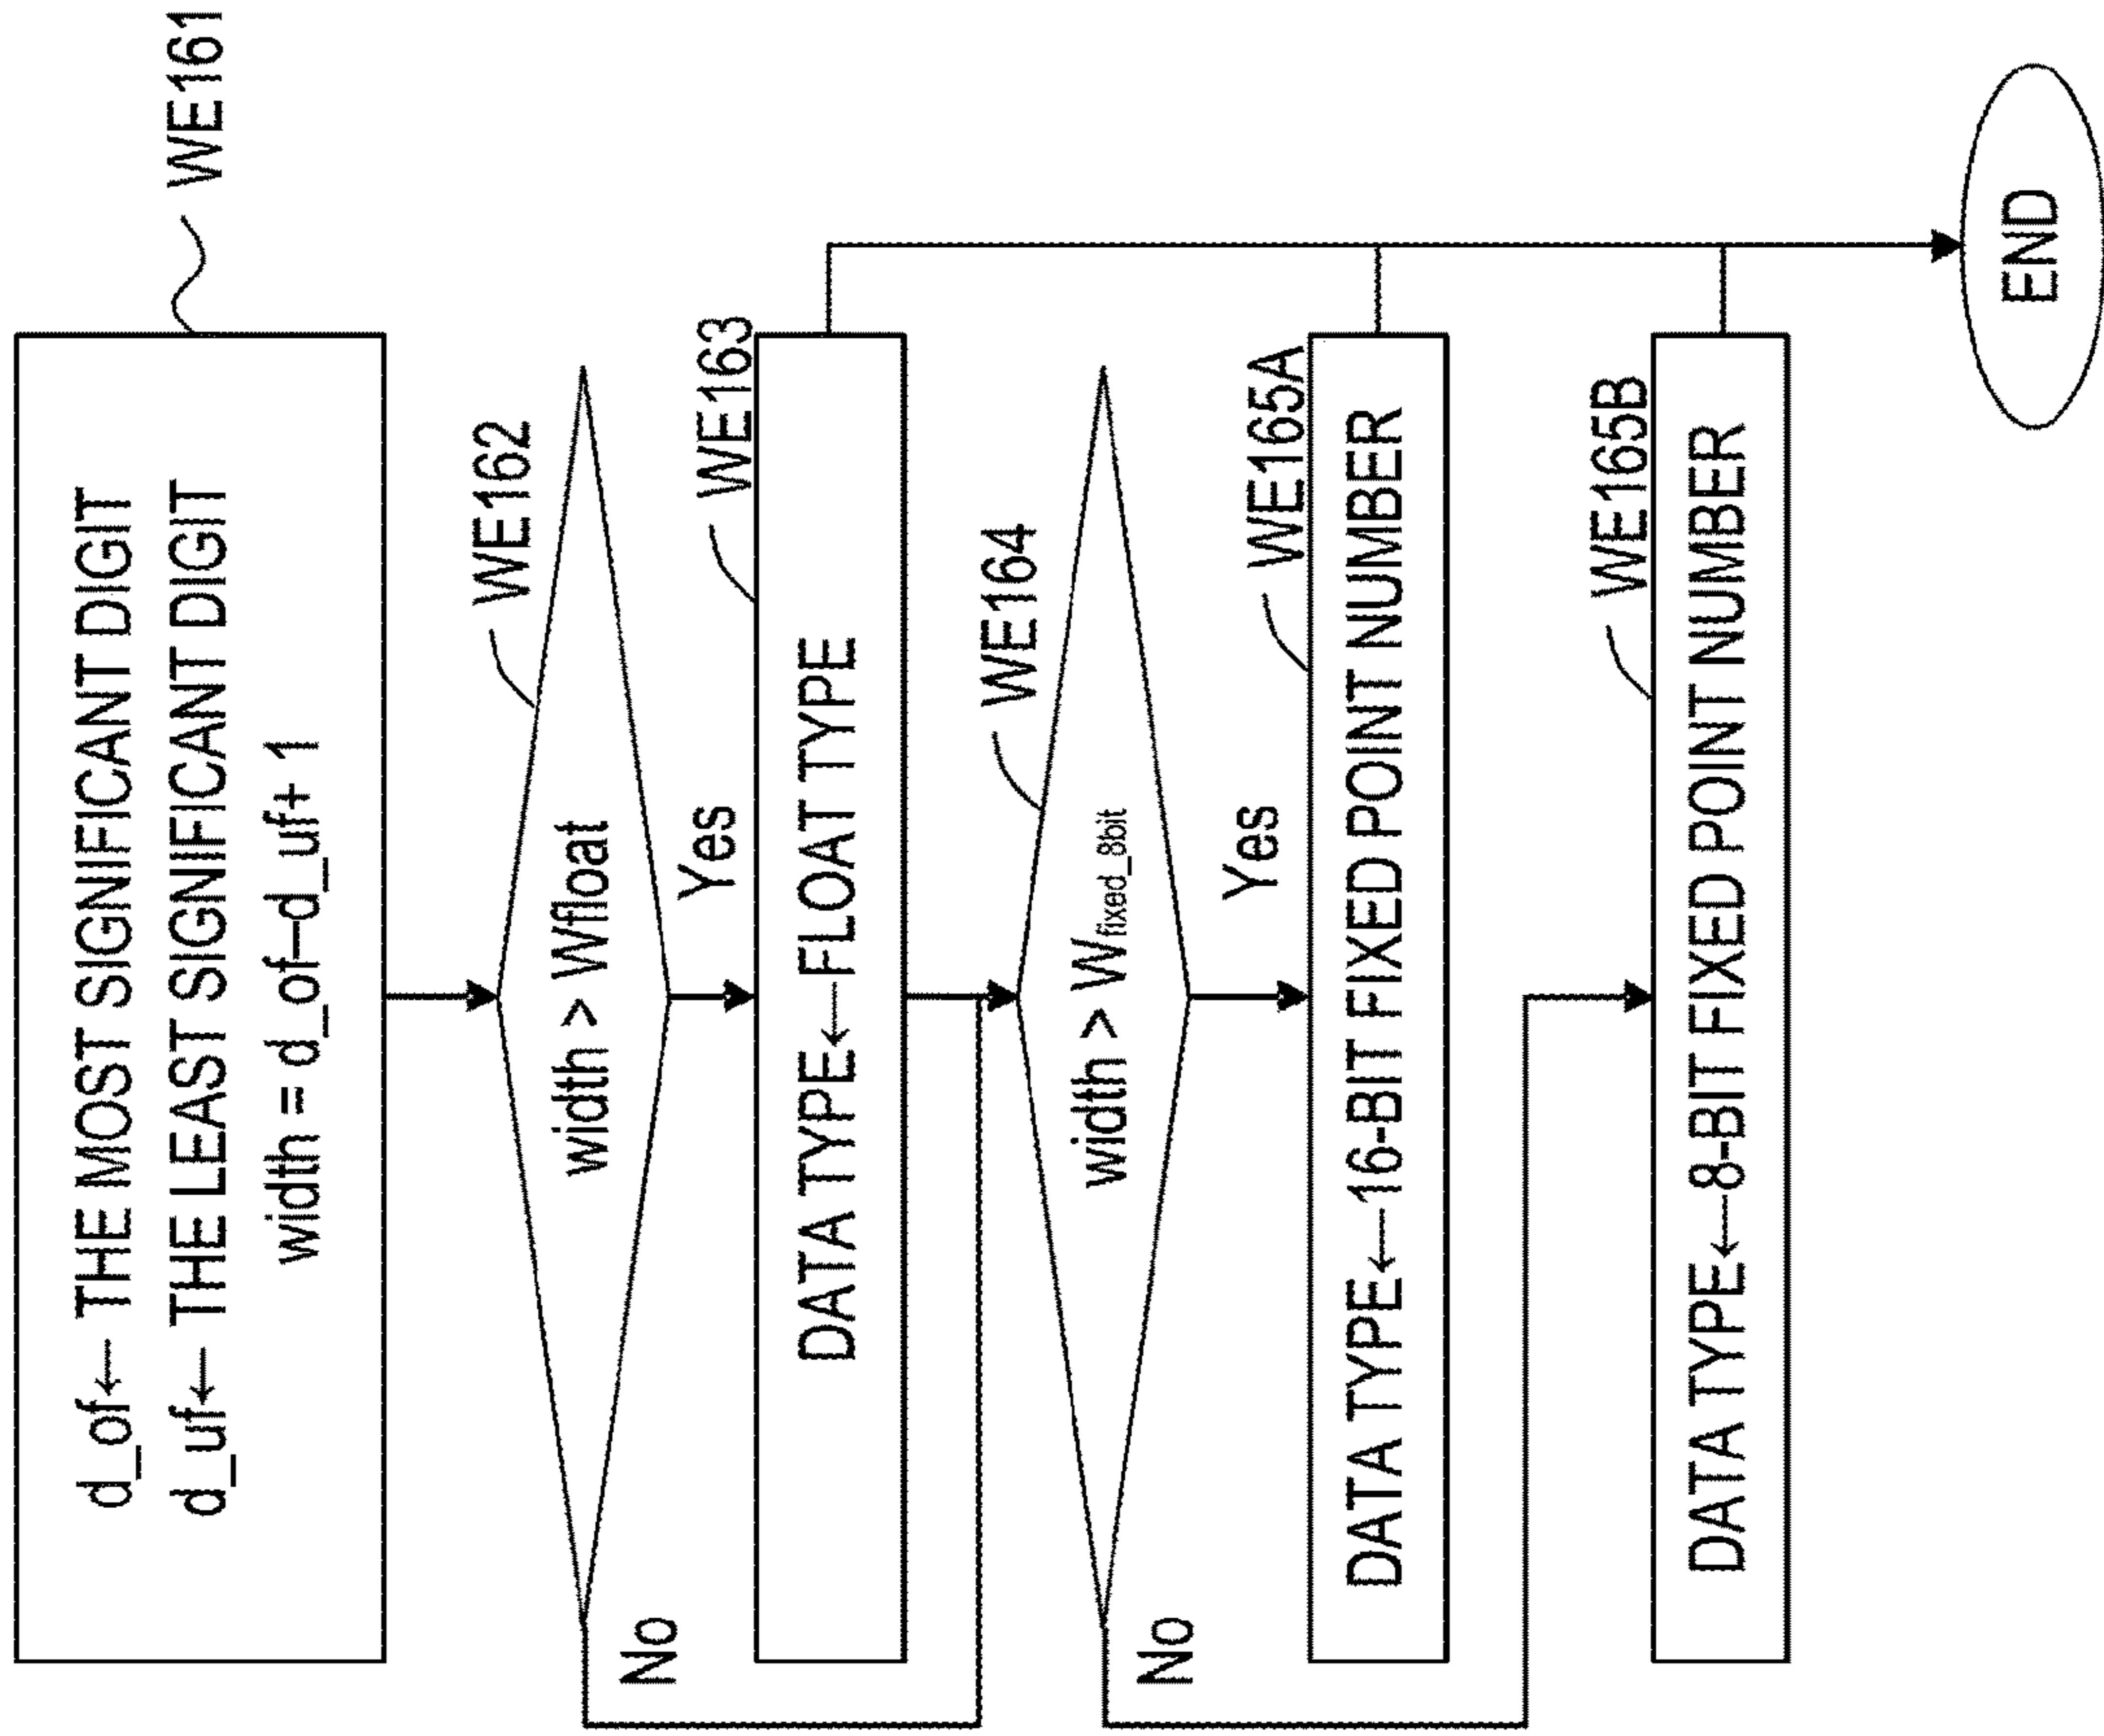 d_of← THE MOST SIGNIFICANT DIGIT
d_uf← THE LEAST SIGNIFICANT DIGIT
width = d_of–d_uf+ 1
WE161
width > Wfloat
WE162
Yes
No
DATA TYPE←FLOAT TYPE
WE163
width > Wfixed_8bit
WE164
Yes
No
DATA TYPE←16-BIT FIXED POINT NUMBER
WE165A
DATA TYPE←8-BIT FIXED POINT NUMBER
WE165B
END